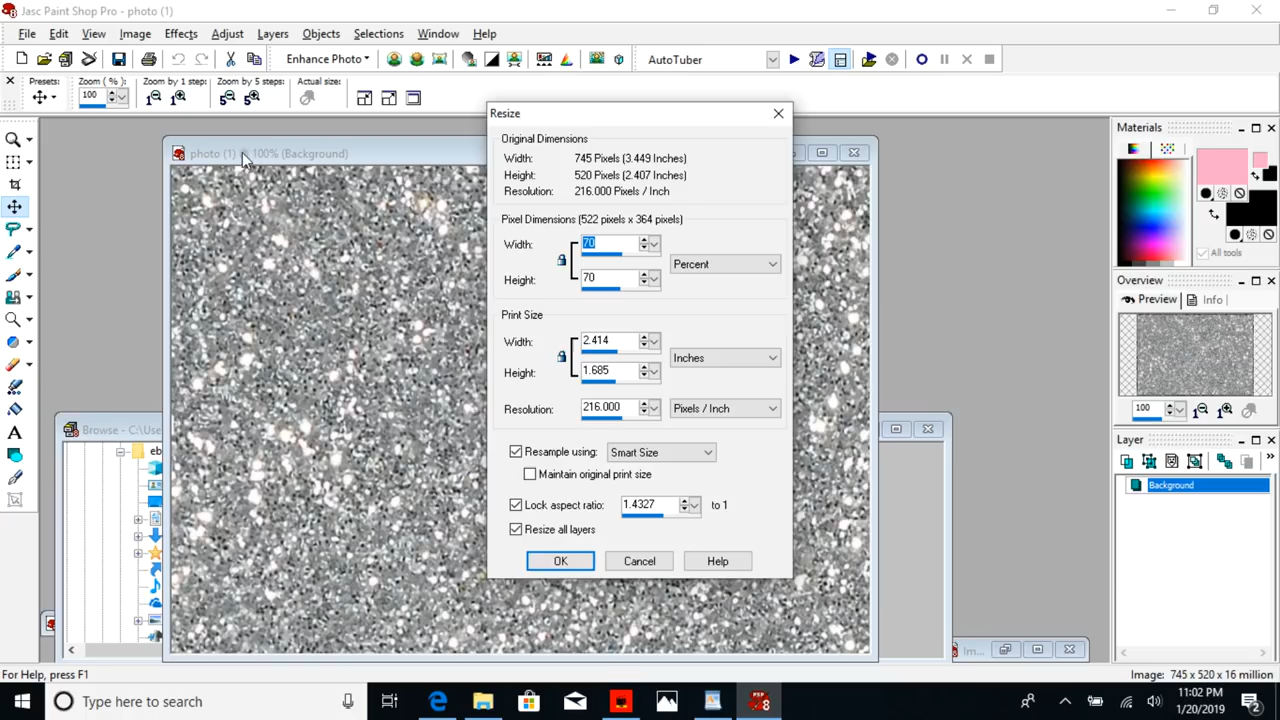 Jasc Paint Shop Pro - photo (1)
File Edit View Image Effects Adjust Layers Objects Selections Window Help
Enhance Photo
AutoTuber
Presets: Zoom ( % ): Zoom by 1 step: Zoom by 5 steps: Actual size:
100
photo (1) @ 100% (Background)
Resize
Original Dimensions
Width: 745 Pixels (3.449 Inches)
Height: 520 Pixels (2.407 Inches)
Resolution: 216.000 Pixels / Inch
Pixel Dimensions (522 pixels x 364 pixels)
Width: 70
Percent
Height: 70
Print Size
Width: 2.414
Inches
Height: 1.685
Resolution: 216.000 Pixels / Inch
Resample using: Smart Size
Maintain original print size
Lock aspect ratio: 1.4327 to 1
Resize all layers
OK Cancel Help
Materials
All tools
Overview
Preview Info
100
Layer
Background
Browse - C:\Use
eb
Im...
For Help, press F1
Image: 745 x 520 x 16 million
Type here to search
8
11:02 PM
1/20/2019
2